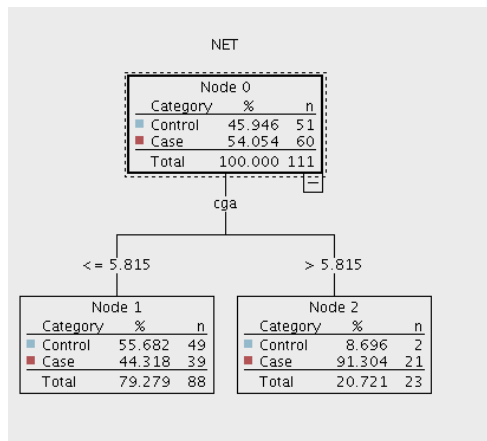 NET
Node 0
Category % n
Control 45.946 51
Case 54.054 60
Total 100.000 111
cga
<= 5.815
> 5.815
Node 1
Category % n
Control 55.682 49
Case 44.318 39
Total 79.279 88
Node 2
Category % n
Control 8.696 2
Case 91.304 21
Total 20.721 23